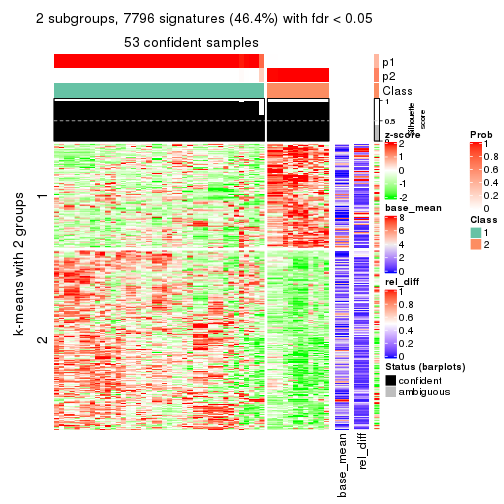 2 subgroups, 7796 signatures (46.4%) with fdr < 0.05
53 confident samples
p1
p2
Class
1
0.5
0
Silhouette
score
k-means with 2 groups
1
2
base_mean
rel_diff
z-score
2
1
0
-1
-2
base_mean
8
6
4
2
0
rel_diff
1
0.8
0.6
0.4
0.2
0
Status (barplots)
confident
ambiguous
Prob
1
0.8
0.6
0.4
0.2
0
Class
1
2